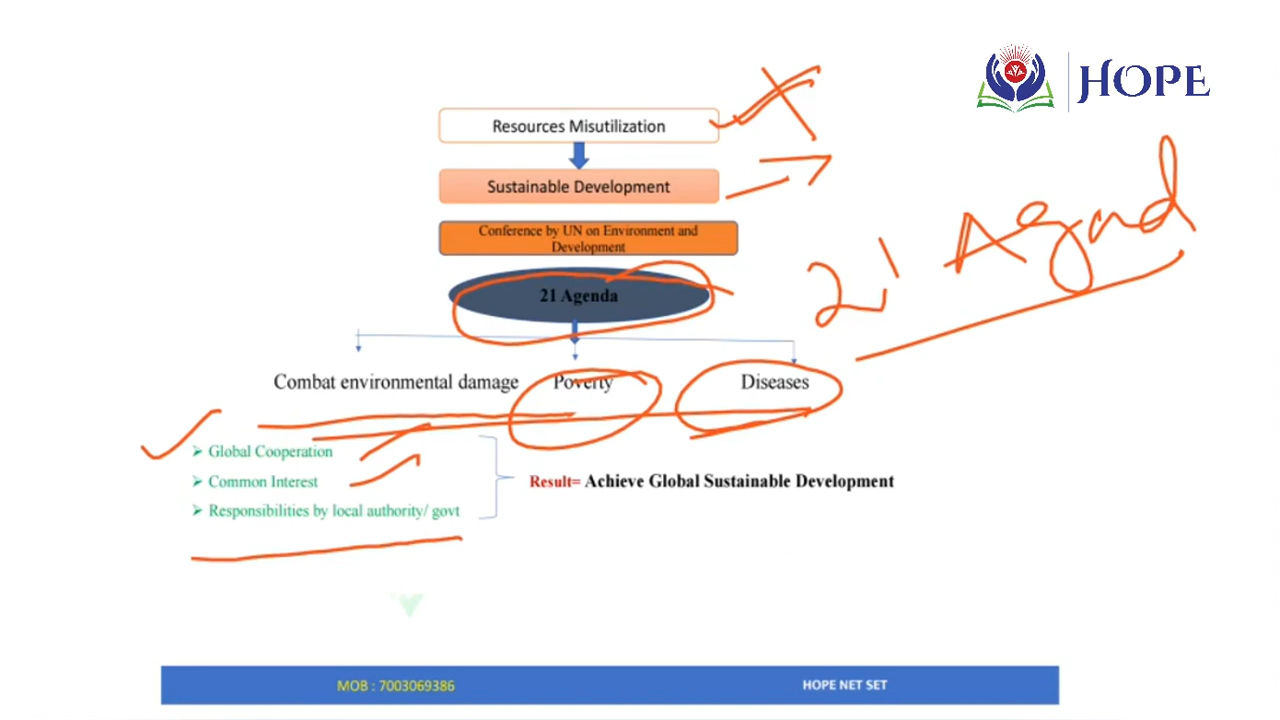 HOPE
Resources Misutilization
Sustainable Development
Conference by UN on Environment and
Development
21 Agenda
21 Agend
Combat environmental damage Poverty Diseases
➢ Global Cooperation
➢ Common Interest
➢ Responsibilities by local authority/ govt
Result= Achieve Global Sustainable Development
MOB : 7003069386 HOPE NET SET